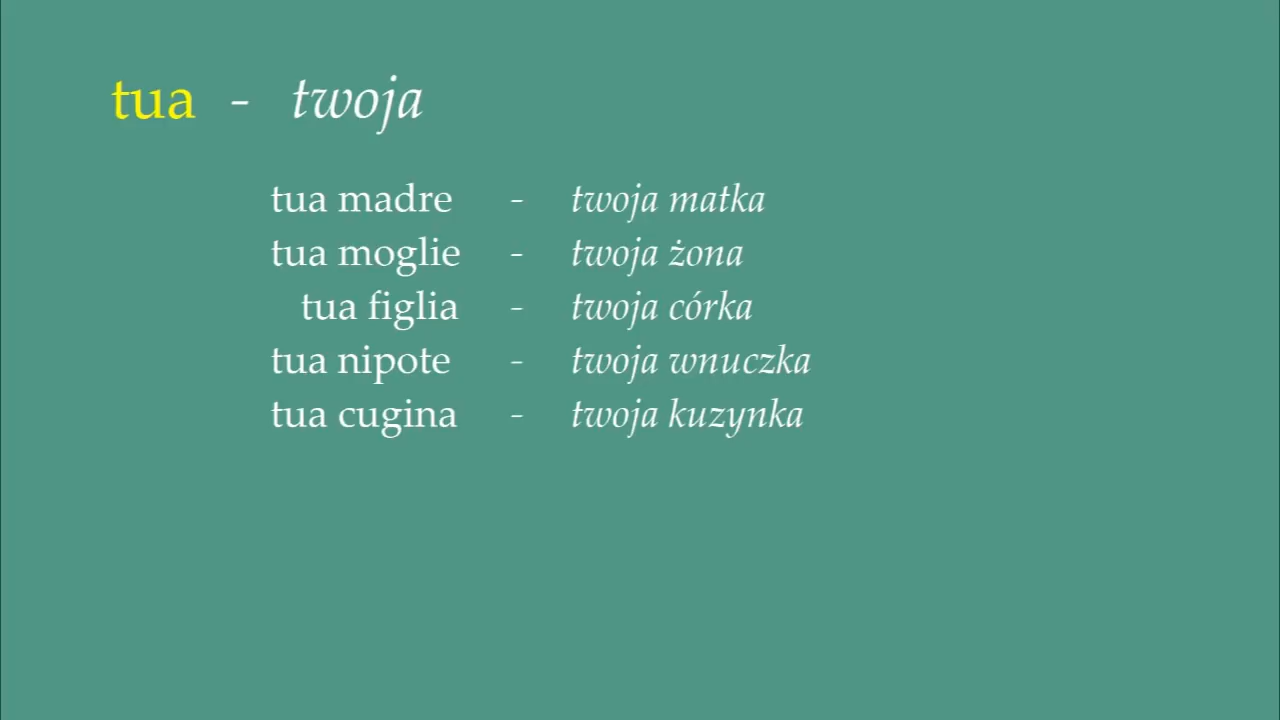 tua - twoja
tua madre - twoja matka
tua moglie - twoja żona
tua figlia - twoja córka
tua nipote - twoja wnuczka
tua cugina - twoja kuzynka